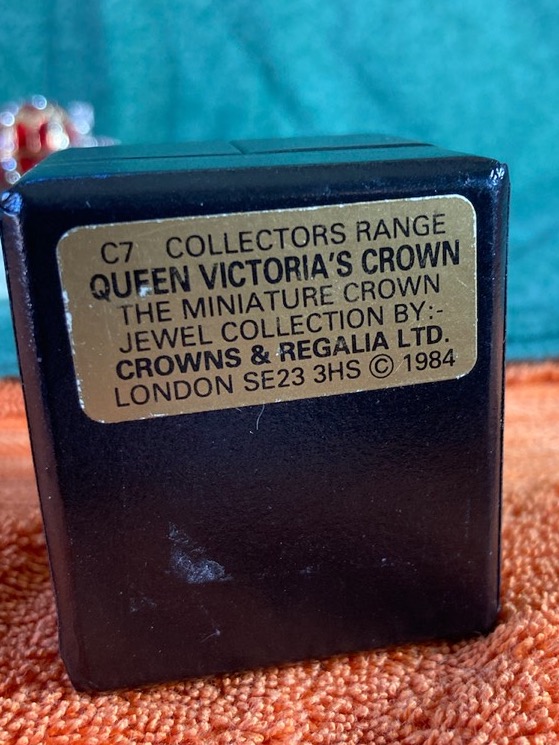 C7 COLLECTORS RANGE
QUEEN VICTORIA'S CROWN
THE MINIATURE CROWN
JEWEL COLLECTION BY:-
CROWNS & REGALIA LTD.
LONDON SE23 3HS © 1984